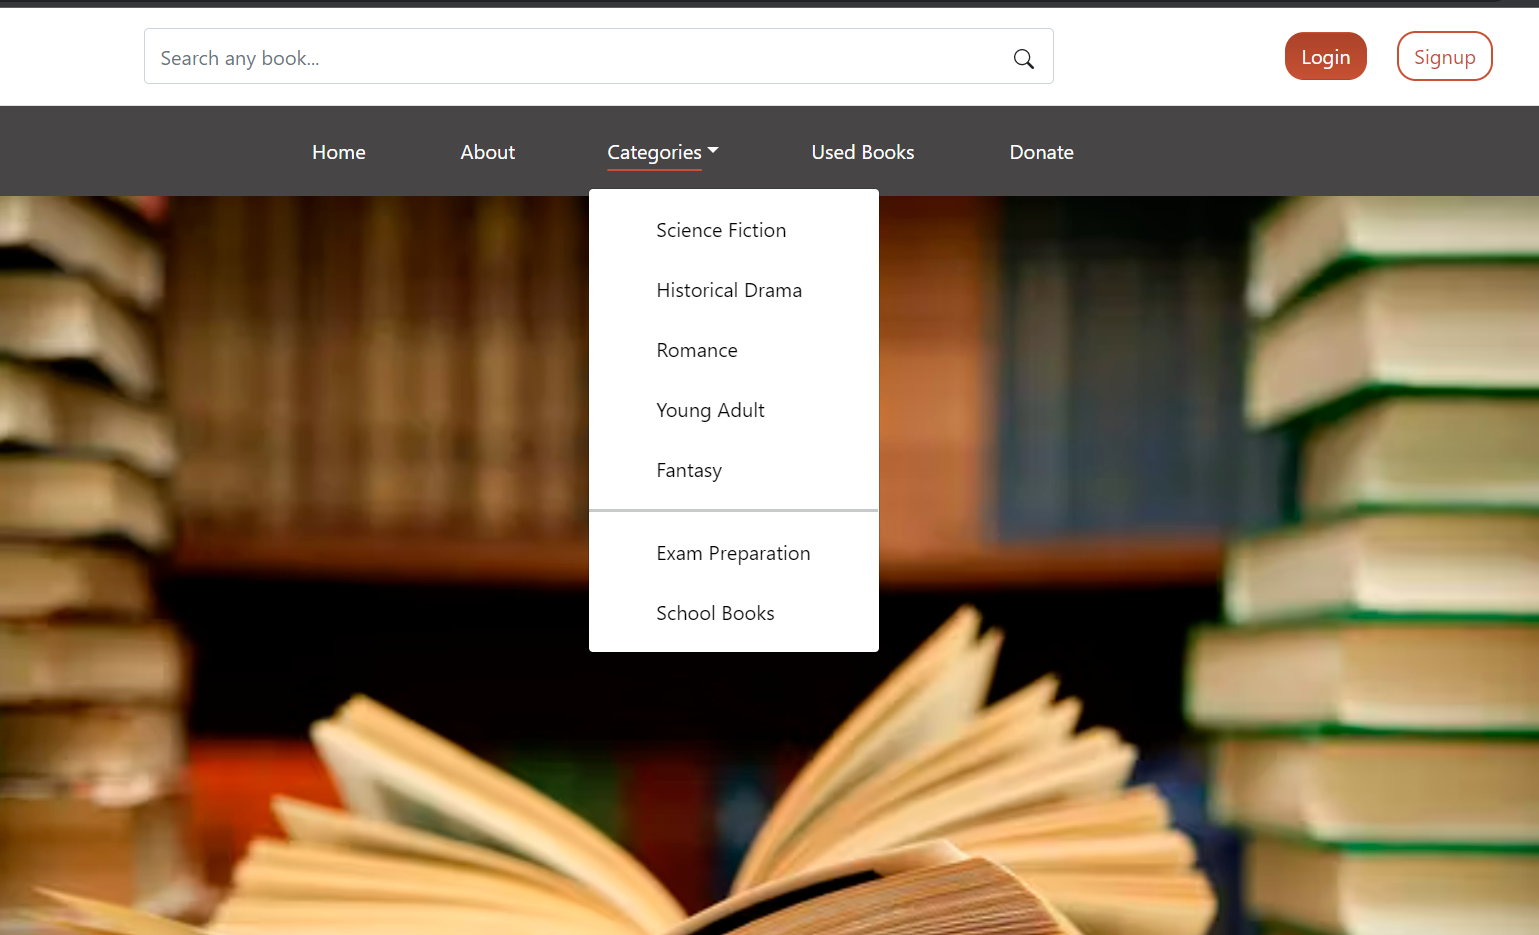 Search any book...
Login
Signup
Home
About
Categories
Used Books
Donate
Science Fiction
Historical Drama
Romance
Young Adult
Fantasy
Exam Preparation
School Books